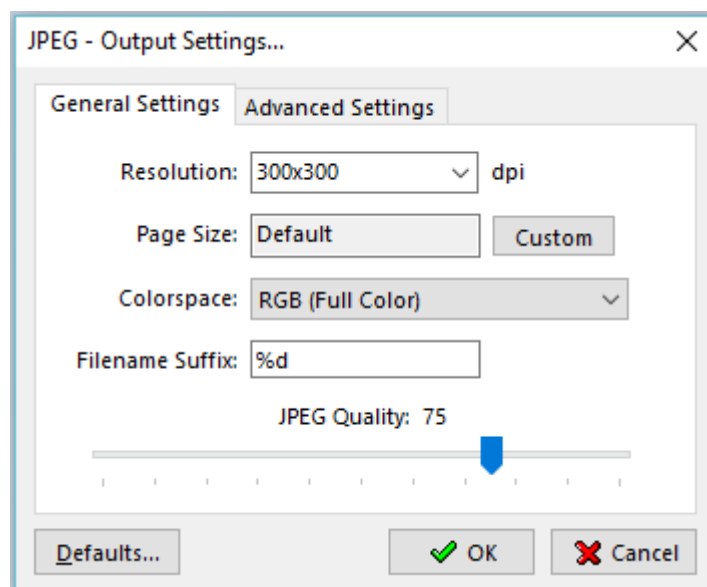 JPEG - Output Settings...
General Settings Advanced Settings
Resolution: 300x300 dpi
Page Size: Default Custom
Colorspace: RGB (Full Color)
Filename Suffix: %d
JPEG Quality: 75
Defaults... OK Cancel